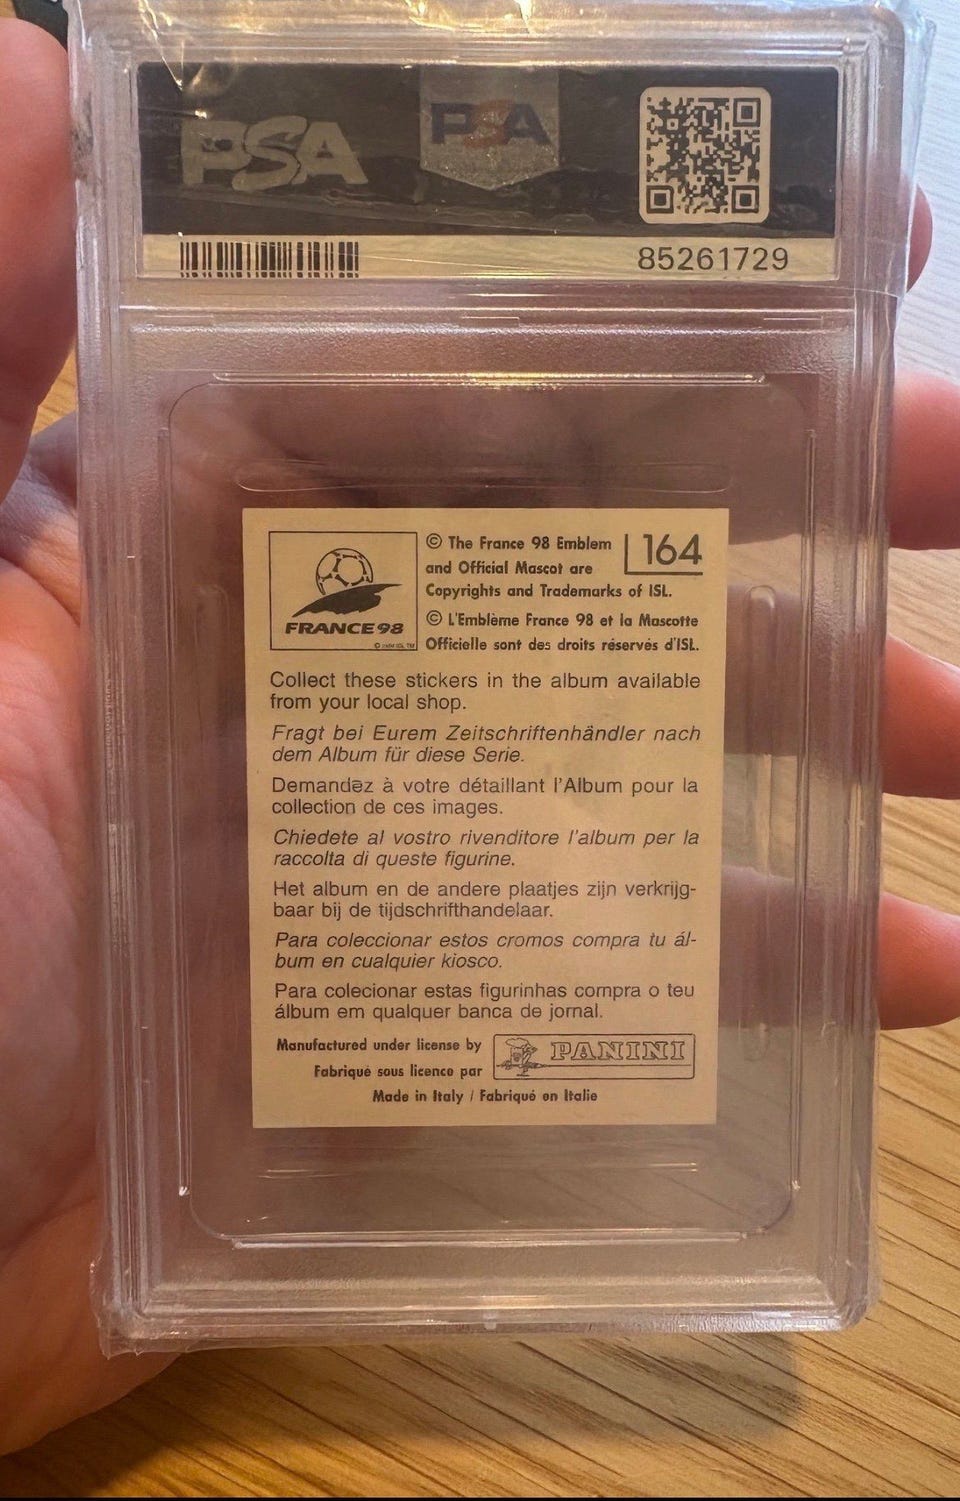 PSA
PSA
85261729
© The France 98 Emblem
164
and Official Mascot are
Copyrights and Trademarks of ISL.
© L'Emblème France 98 et la Mascotte
Officielle sont des droits réservés d'ISL.
FRANCE 98
Collect these stickers in the album available
from your local shop.
Fragt bei Eurem Zeitschriftenhändler nach
dem Album für diese Serie.
Demandez à votre détaillant l'Album pour la
collection de ces images.
Chiedete al vostro rivenditore l'album per la
raccolta di queste figurine.
Het album en de andere plaatjes zijn verkrijg-
baar bij de tijdschrifthandelaar.
Para coleccionar estos cromos compra tu ál-
bum en cualquier kiosco.
Para colecionar estas figurinhas compra o teu
álbum em qualquer banca de jornal.
Manufactured under license by
Fabriqué sous licence par
PANINI
Made in Italy / Fabriqué en Italie